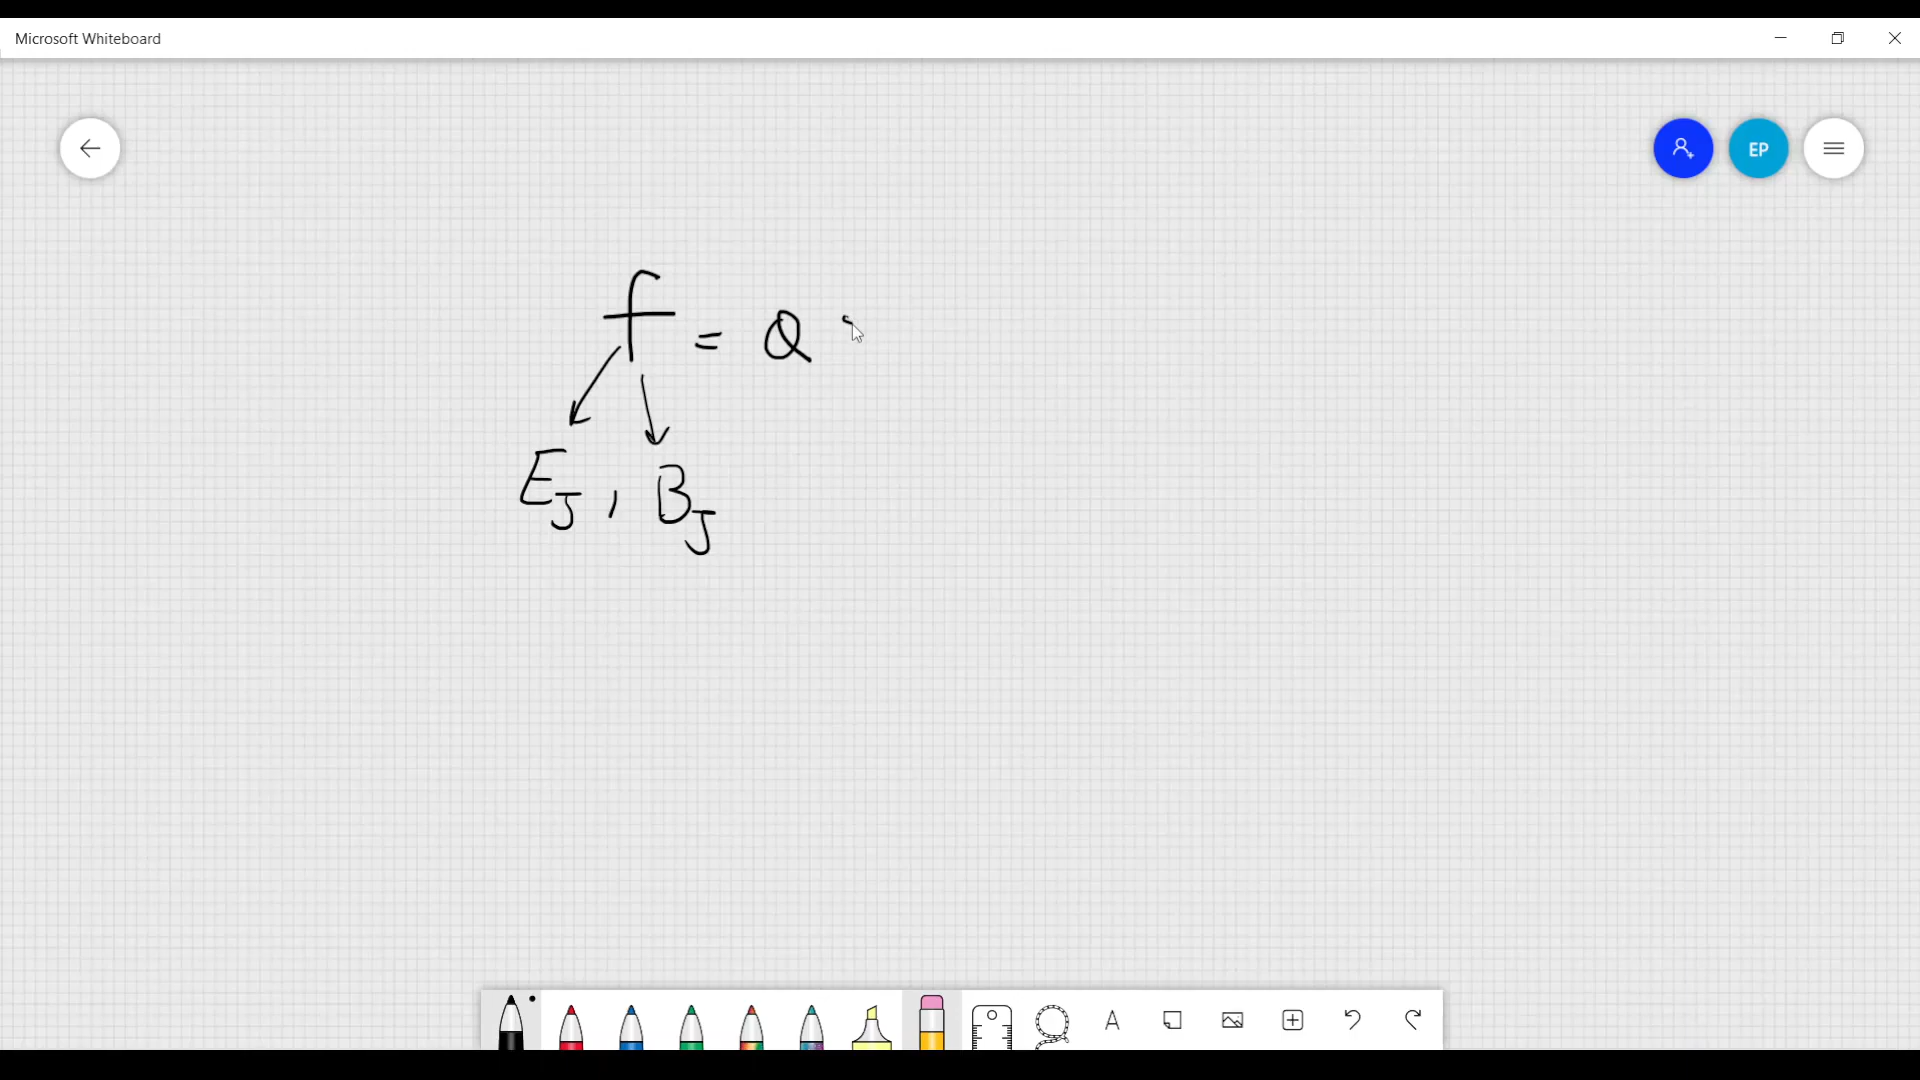 Microsoft Whiteboard
EP
f = Q
E_J , B_J
A